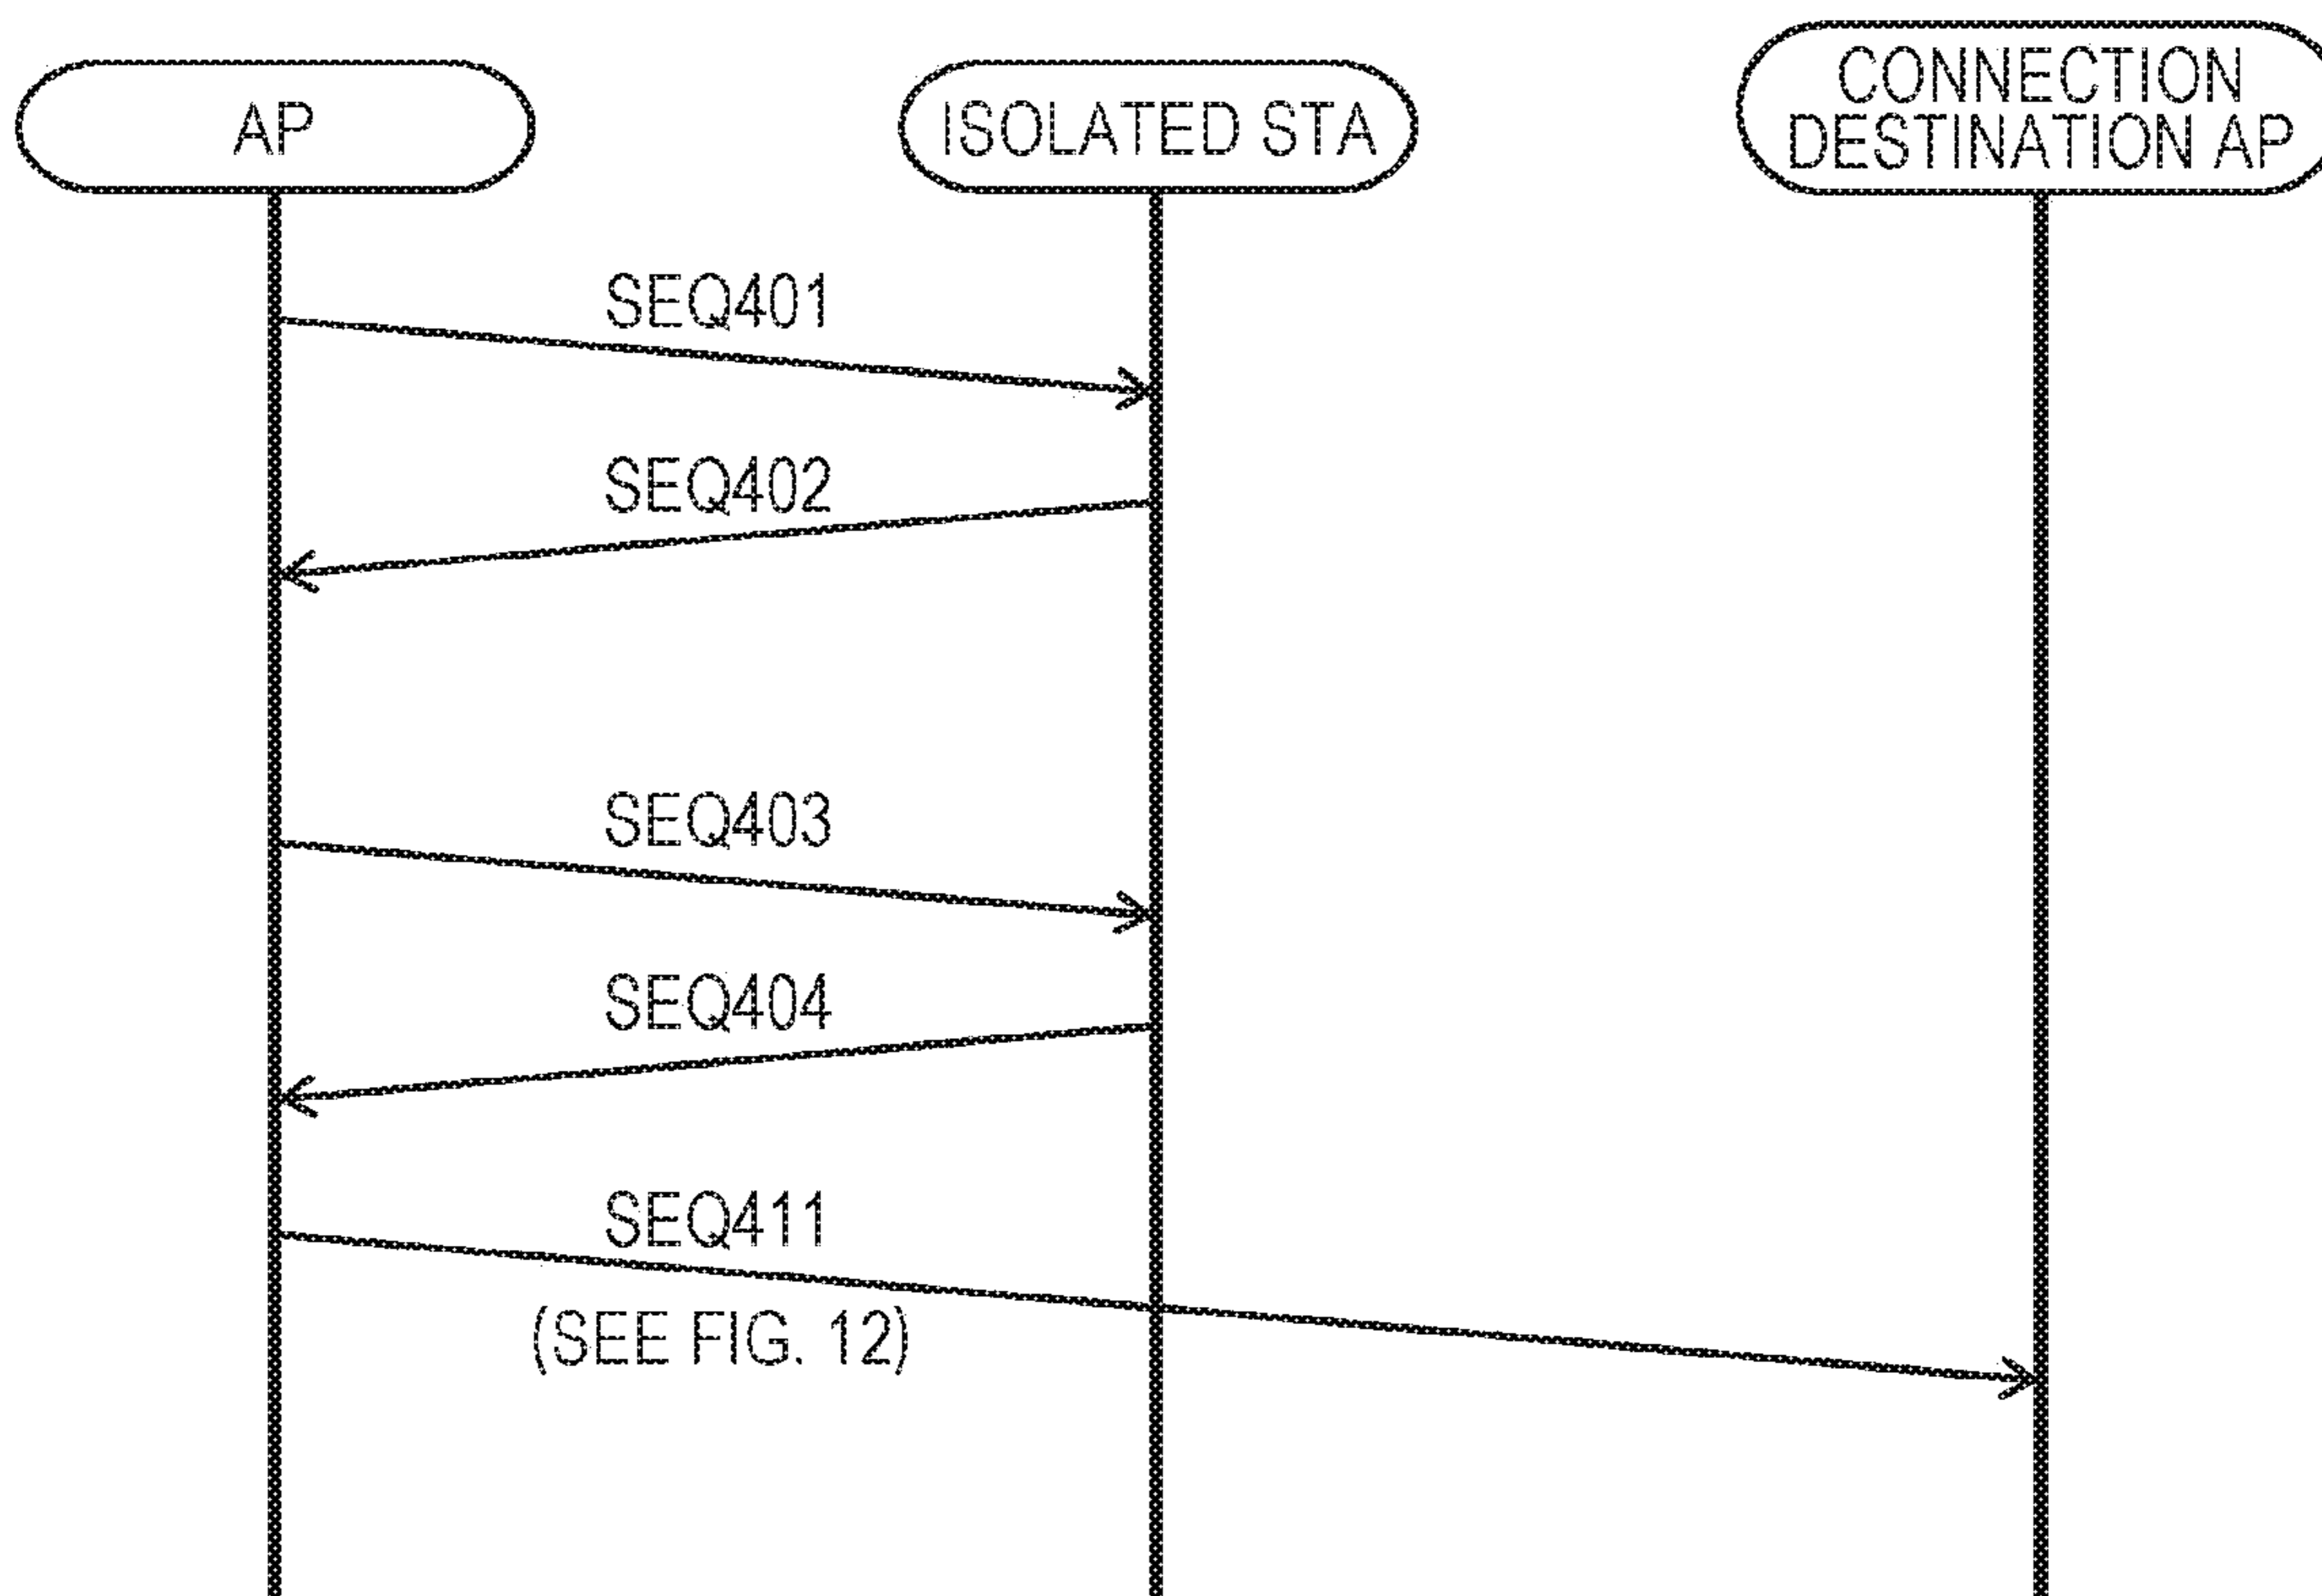 AP
ISOLATED STA
CONNECTION
DESTINATION AP
SEQ401
SEQ402
SEQ403
SEQ404
SEQ411
(SEE FIG. 12)